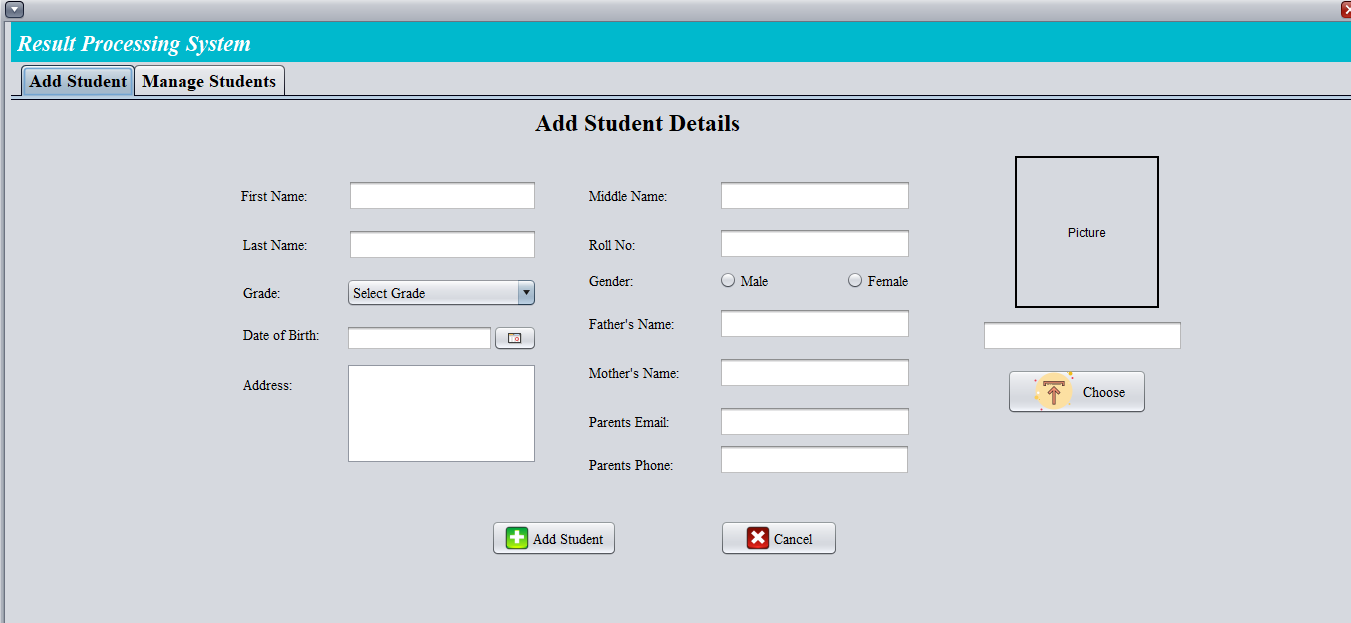 Result Processing System
Add Student Manage Students
Add Student Details
First Name: Middle Name:
Picture
Last Name: Roll No:
Gender: Male Female
Grade: Select Grade
Father's Name:
Date of Birth:
Mother's Name:
Address:
Choose
Parents Email:
Parents Phone:
Add Student Cancel